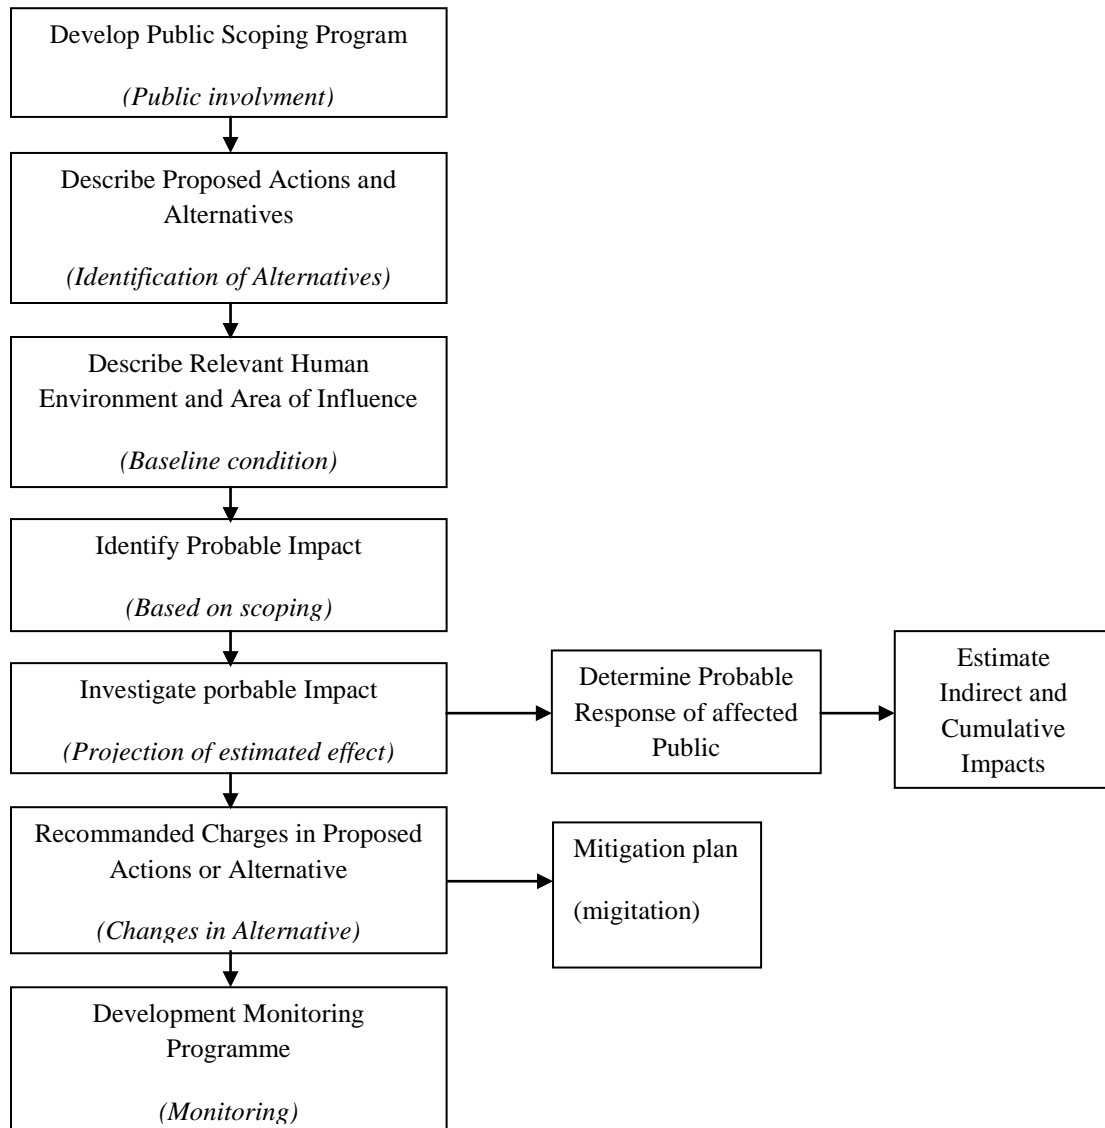 Develop Public Scoping Program
(Public involvment)
Describe Proposed Actions and
Alternatives
(Identification of Alternatives)
Describe Relevant Human
Environment and Area of Influence
(Baseline condition)
Identify Probable Impact
(Based on scoping)
Investigate porbable Impact
(Projection of estimated effect)
Determine Probable
Response of affected
Public
Estimate
Indirect and
Cumulative
Impacts
Recommanded Charges in Proposed
Actions or Alternative
(Changes in Alternative)
Mitigation plan
(migitation)
Development Monitoring
Programme
(Monitoring)